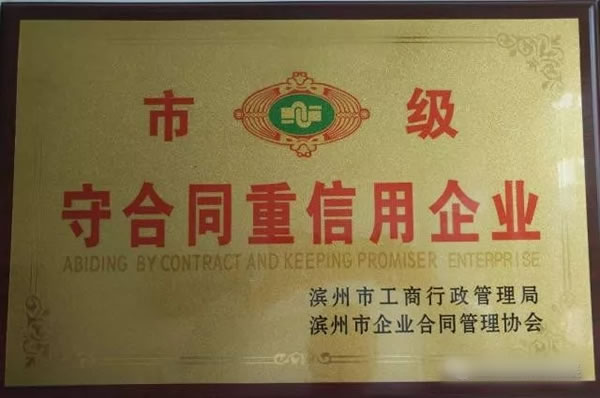 市 级
守合同重信用企业
ABIDING BY CONTRACT AND KEEPING PROMISER ENTERPRISE
滨州市工商行政管理局
滨州市企业合同管理协会